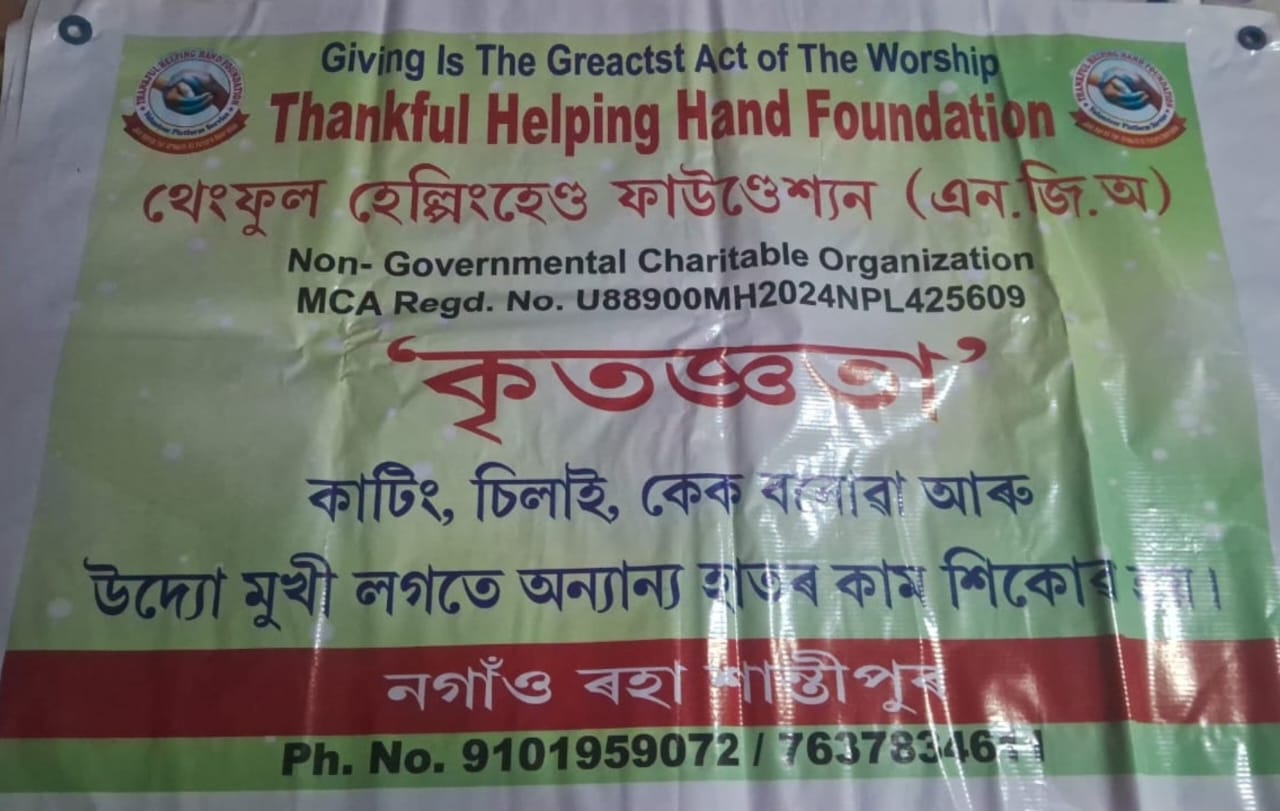 Giving Is The Greactst Act of The Worship
Thankful Helping Hand Foundation
থেংফুল হেল্পিংহেণ্ড ফাউণ্ডেশ্যন (এন.জি.অ)
Non- Governmental Charitable Organization
MCA Regd. No. U88900MH2024NPL425609
‘কৃতজ্ঞতা’
কাটিং, চিলাই, কেক বনোৱা আৰু
উদ্যো মুখী লগতে অন্যান্য হাতৰ কাম শিকোৱা হয়।
নগাঁও ৰহা শান্তীপুৰ
Ph. No. 9101959072 /